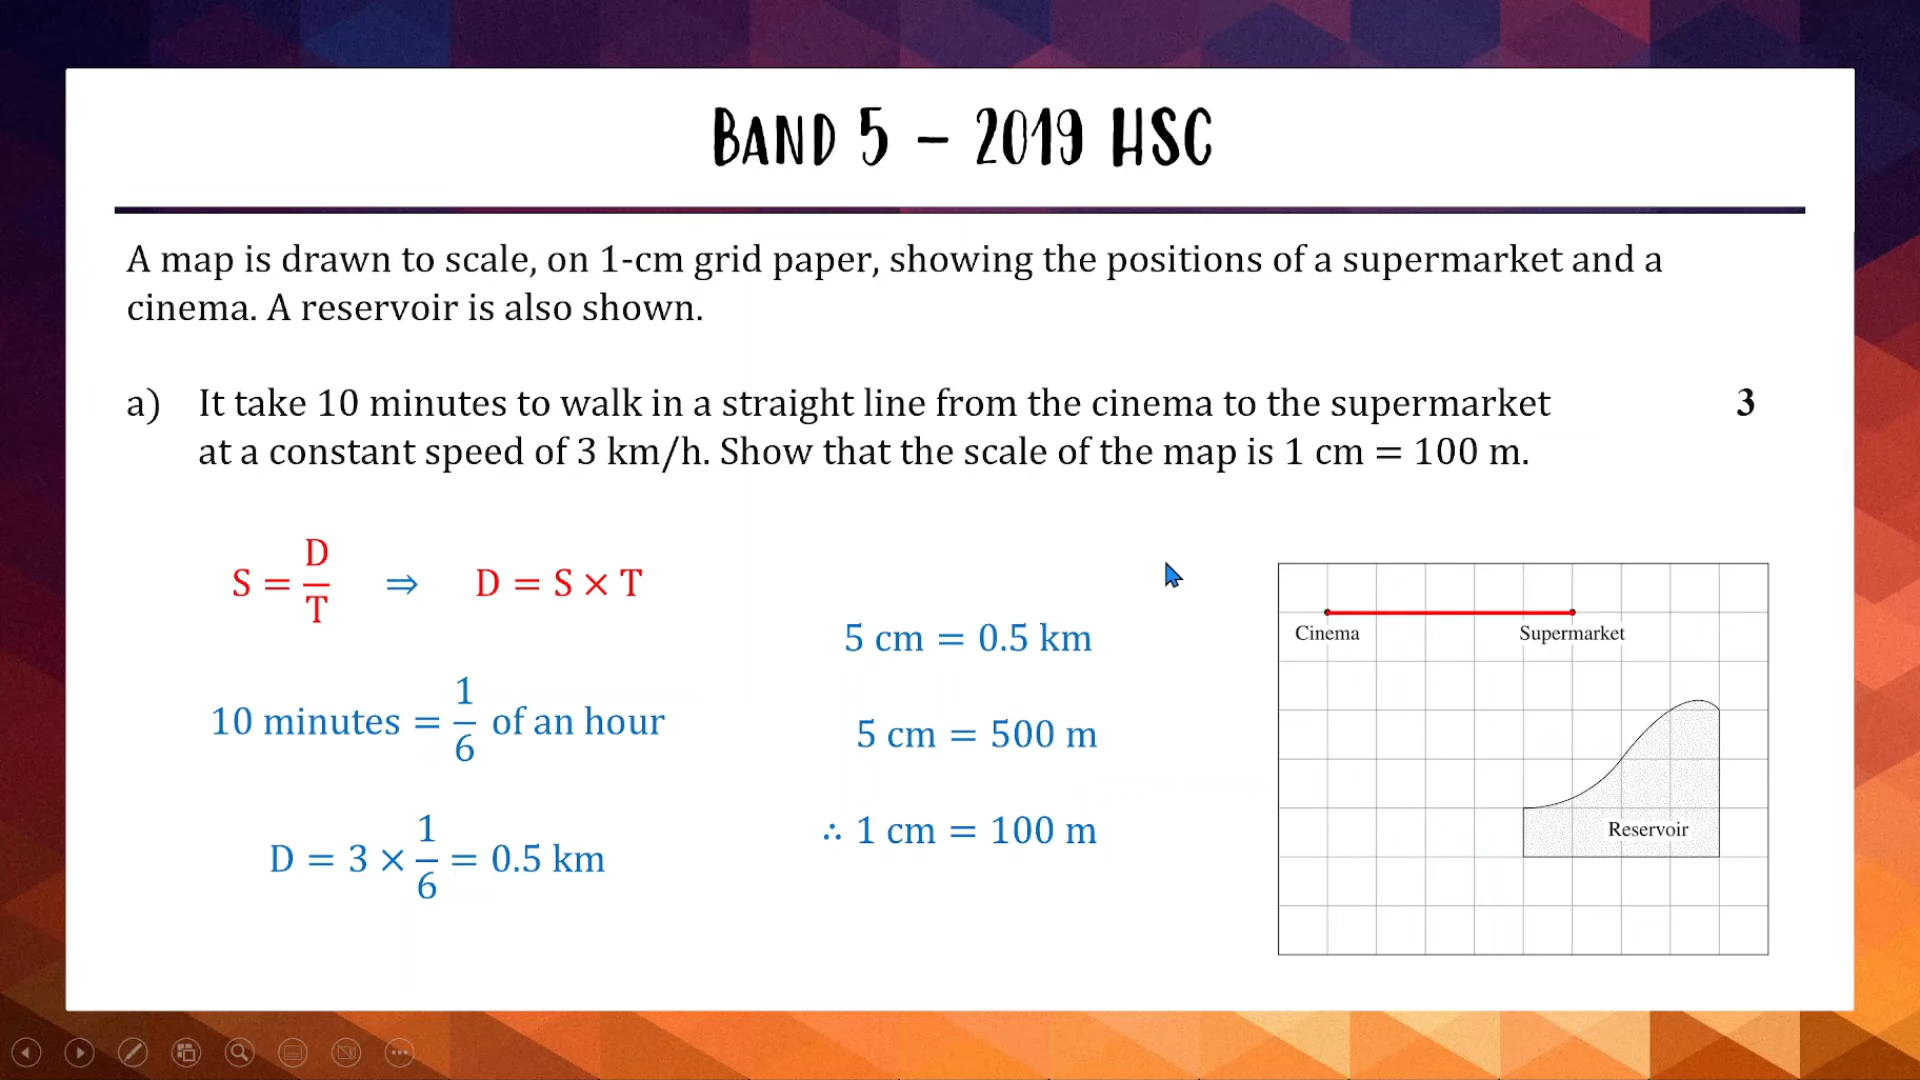 BAND 5 – 2019 HSC
A map is drawn to scale, on 1-cm grid paper, showing the positions of a supermarket and a
cinema. A reservoir is also shown.
a) It take 10 minutes to walk in a straight line from the cinema to the supermarket 3
at a constant speed of 3 km/h. Show that the scale of the map is 1 cm = 100 m.
S = D/T ⇒ D = S × T
10 minutes = 1/6 of an hour
D = 3 × 1/6 = 0.5 km
5 cm = 0.5 km
5 cm = 500 m
∴ 1 cm = 100 m
Cinema
Supermarket
Reservoir